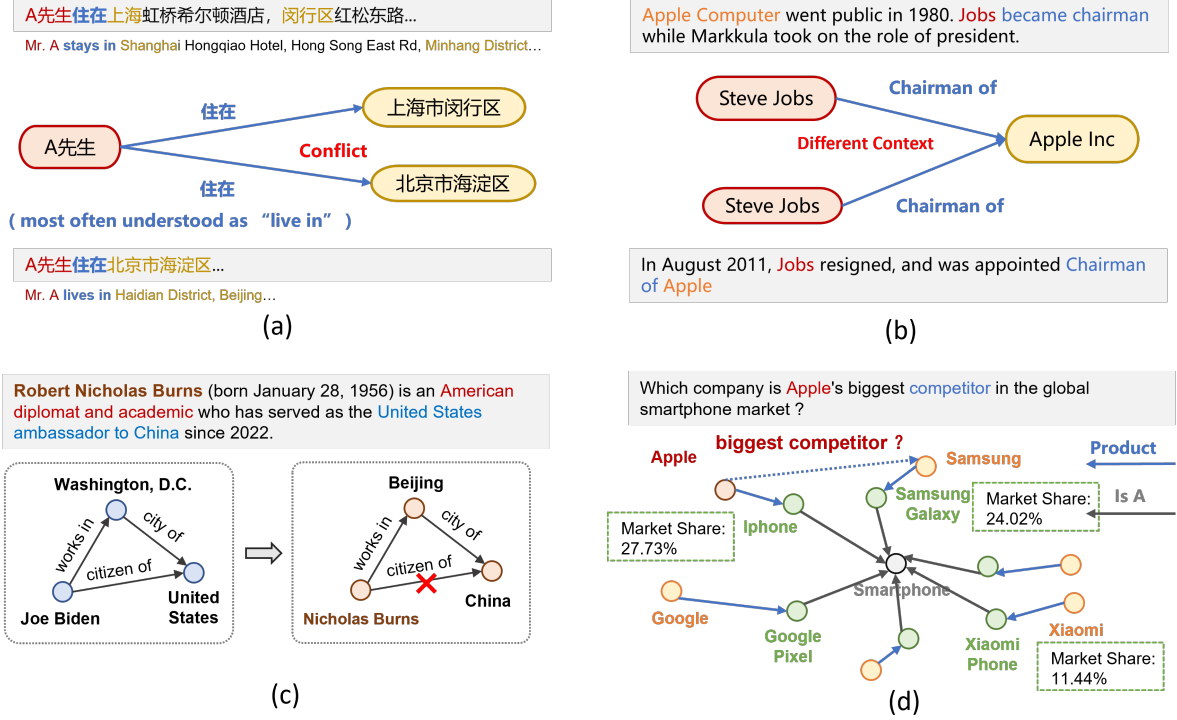 A先生住在上海虹桥希尔顿酒店，闵行区红松东路...
Mr. A stays in Shanghai Hongqiao Hotel, Hong Song East Rd, Minhang District…
住在
上海市闵行区
A先生
Conflict
北京市海淀区
住在
( most often understood as “live in” )
A先生住在北京市海淀区...
Mr. A lives in Haidian District, Beijing…
(a)
Apple Computer went public in 1980. Jobs became chairman
while Markkula took on the role of president.
Chairman of
Steve Jobs
Different Context
Apple Inc
Steve Jobs
Chairman of
In August 2011, Jobs resigned, and was appointed Chairman
of Apple
(b)
Robert Nicholas Burns (born January 28, 1956) is an American
diplomat and academic who has served as the United States
ambassador to China since 2022.
Washington, D.C.
works in
city of
citizen of
Joe Biden
United
States
Beijing
works in
city of
citizen of
Nicholas Burns
China
(c)
Which company is Apple's biggest competitor in the global
smartphone market ?
biggest competitor ?
Apple
Samsung
Product
Iphone
Samsung
Galaxy
Market Share:
24.02%
Is A
Market Share:
27.73%
Smartphone
Google
Google
Pixel
Xiaomi
Phone
Xiaomi
Market Share:
11.44%
(d)